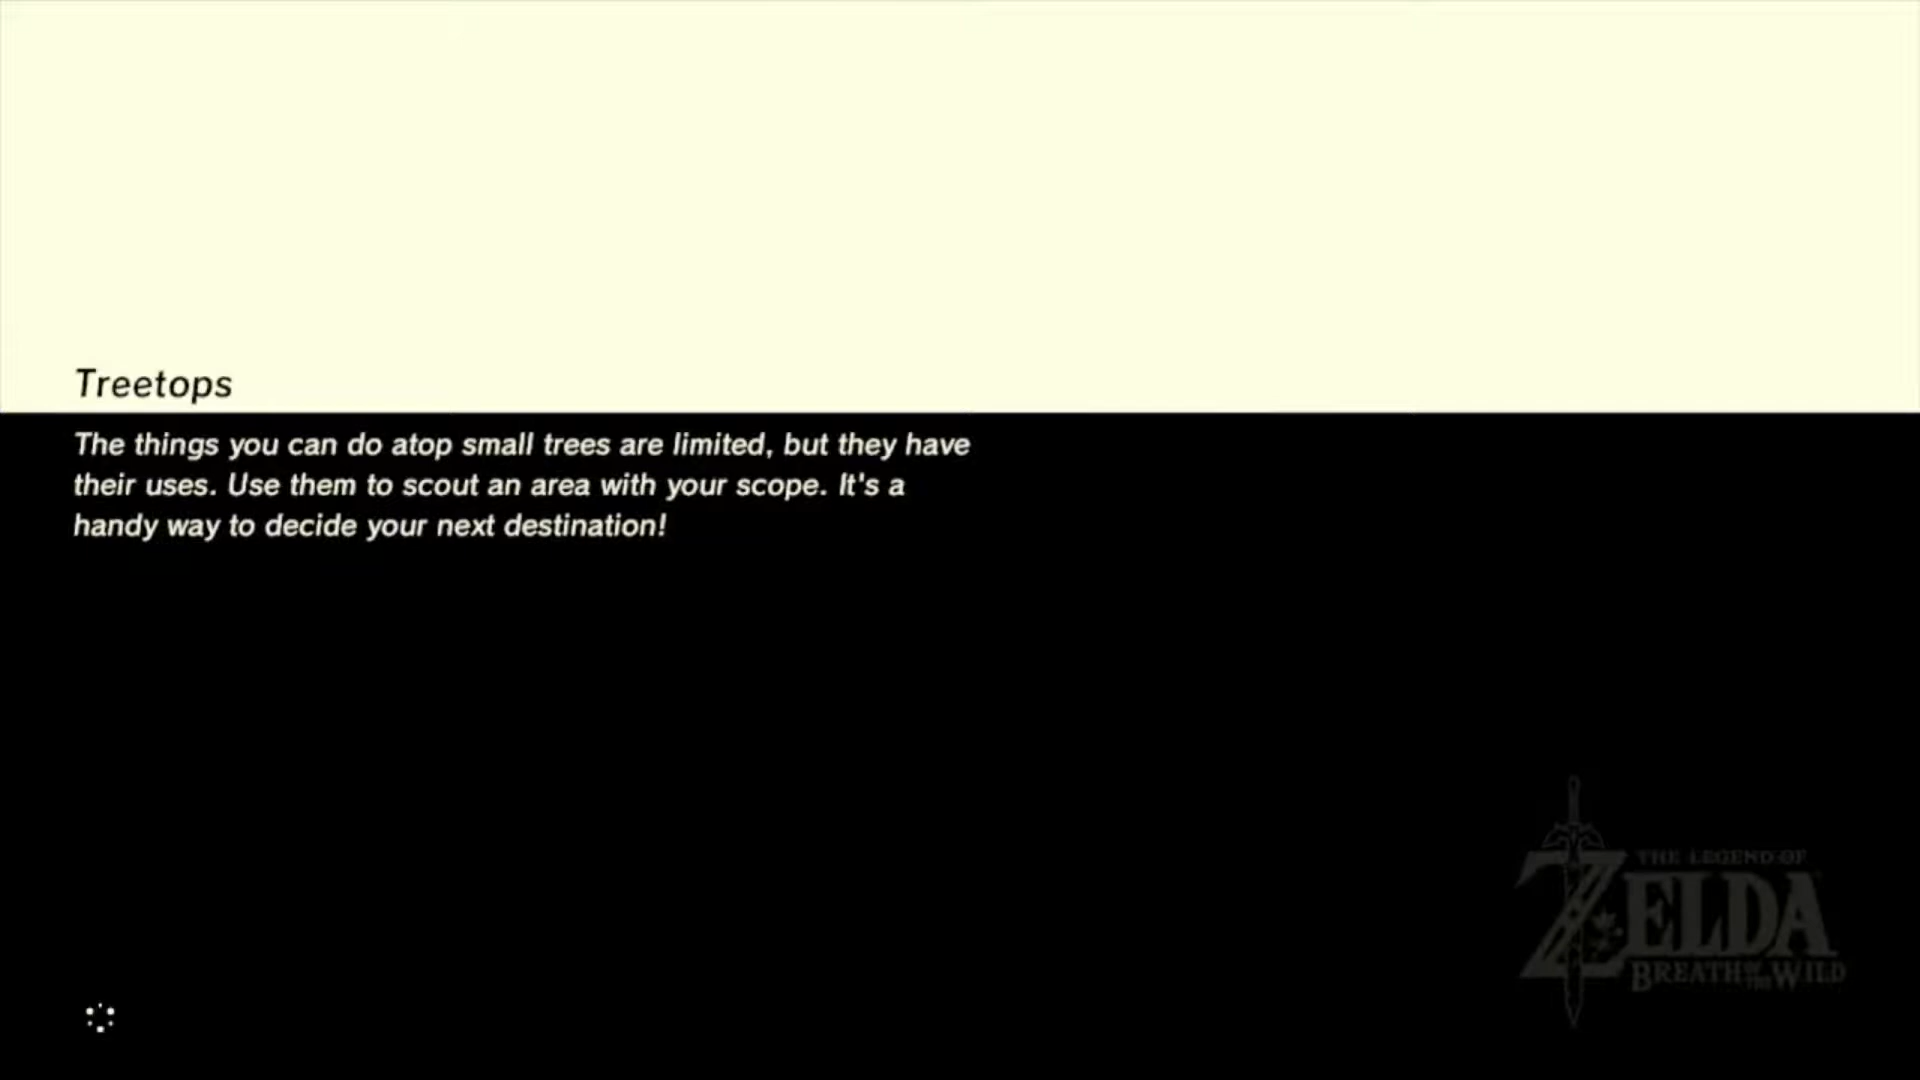 Treetops
The things you can do atop small trees are limited, but they have
their uses. Use them to scout an area with your scope. It's a
handy way to decide your next destination!
THE LEGEND OF
ZELDA
BREATH OF THE WILD